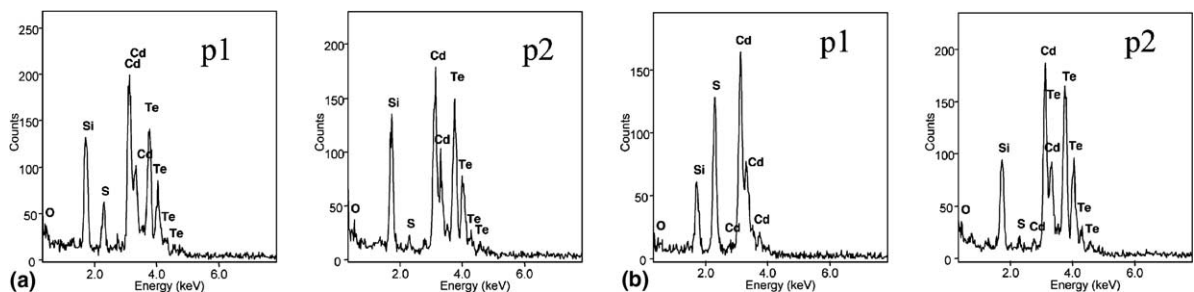 p1
Counts
250
200
150
100
50
0
O
Si
S
Cd
Cd
Cd
Te
Te
Te
Te
2.0 4.0 6.0
Energy (keV)
(a)
p2
Counts
200
150
100
50
0
O
Si
S
Cd
Cd
Te
Te
Te
Te
2.0 4.0 6.0
Energy (keV)
p1
Counts
150
100
50
0
O
Si
S
Cd
Cd
Cd
Cd
2.0 4.0 6.0
Energy (keV)
(b)
p2
Counts
200
150
100
50
0
O
Si
S
Cd
Cd
Te
Cd
Te
Te
Te
Te
2.0 4.0 6.0
Energy (keV)